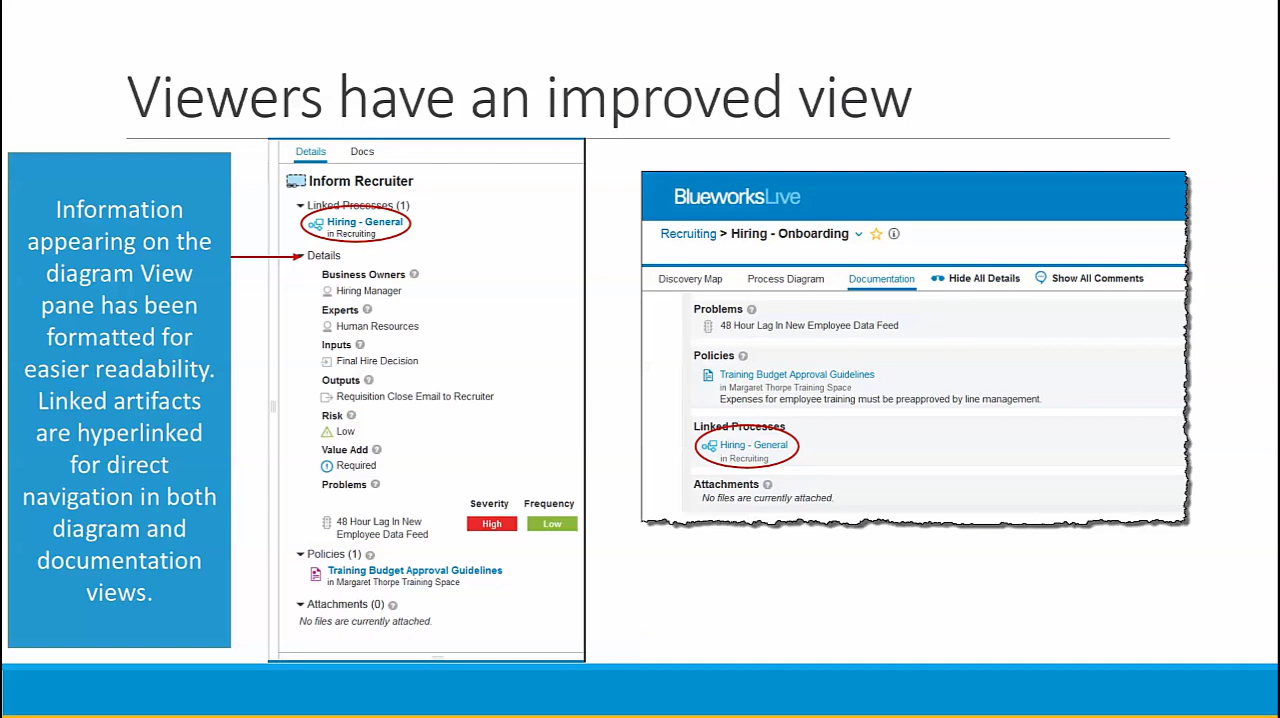 Viewers have an improved view
Information
appearing on the
diagram View
pane has been
formatted for
easier readability.
Linked artifacts
are hyperlinked
for direct
navigation in both
diagram and
documentation
views.
Details Docs
Inform Recruiter
Linked Processes (1)
Hiring - General
in Recruiting
Details
Business Owners ?
Hiring Manager
Experts ?
Human Resources
Inputs ?
Final Hire Decision
Outputs ?
Requisition Close Email to Recruiter
Risk ?
Low
Value Add ?
Required
Problems ?
Severity Frequency
48 Hour Lag In New
Employee Data Feed
High Low
Policies (1) ?
Training Budget Approval Guidelines
in Margaret Thorpe Training Space
Attachments (0) ?
No files are currently attached.
BlueworksLive
Recruiting > Hiring - Onboarding
Discovery Map Process Diagram Documentation Hide All Details Show All Comments
Problems ?
48 Hour Lag In New Employee Data Feed
Policies ?
Training Budget Approval Guidelines
in Margaret Thorpe Training Space
Expenses for employee training must be preapproved by line management.
Linked Processes
Hiring - General
in Recruiting
Attachments ?
No files are currently attached.